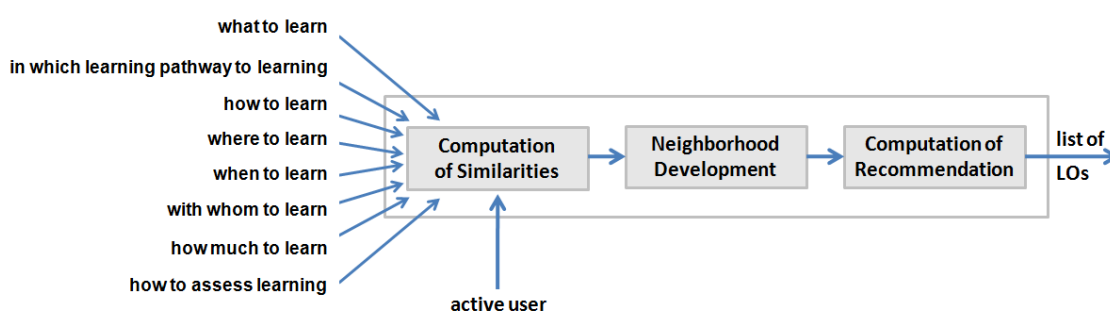 what to learn
in which learning pathway to learning
how to learn
where to learn
when to learn
with whom to learn
how much to learn
how to assess learning
active user
Computation
of Similarities
Neighborhood
Development
Computation of
Recommendation
list of
LOs